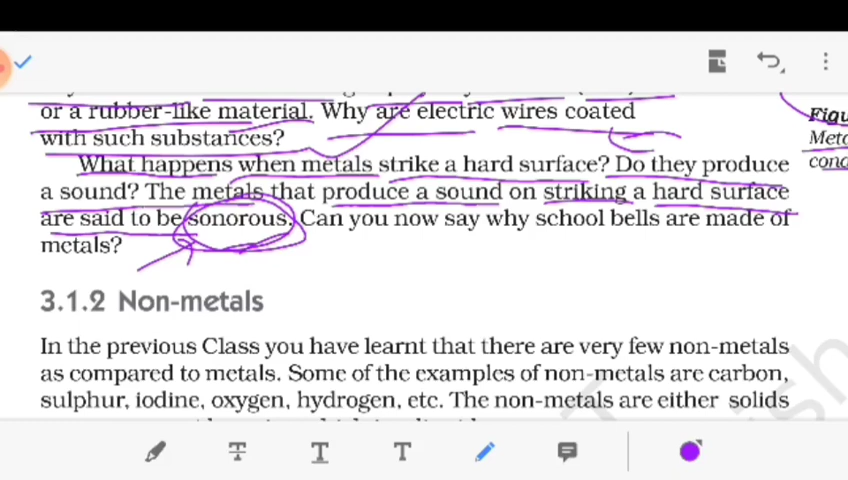 or a rubber-like material. Why are electric wires coated
with such substances?
What happens when metals strike a hard surface? Do they produce
a sound? The metals that produce a sound on striking a hard surface
are said to be sonorous. Can you now say why school bells are made of
metals?
3.1.2 Non-metals
In the previous Class you have learnt that there are very few non-metals
as compared to metals. Some of the examples of non-metals are carbon,
sulphur, iodine, oxygen, hydrogen, etc. The non-metals are either solids
T T T